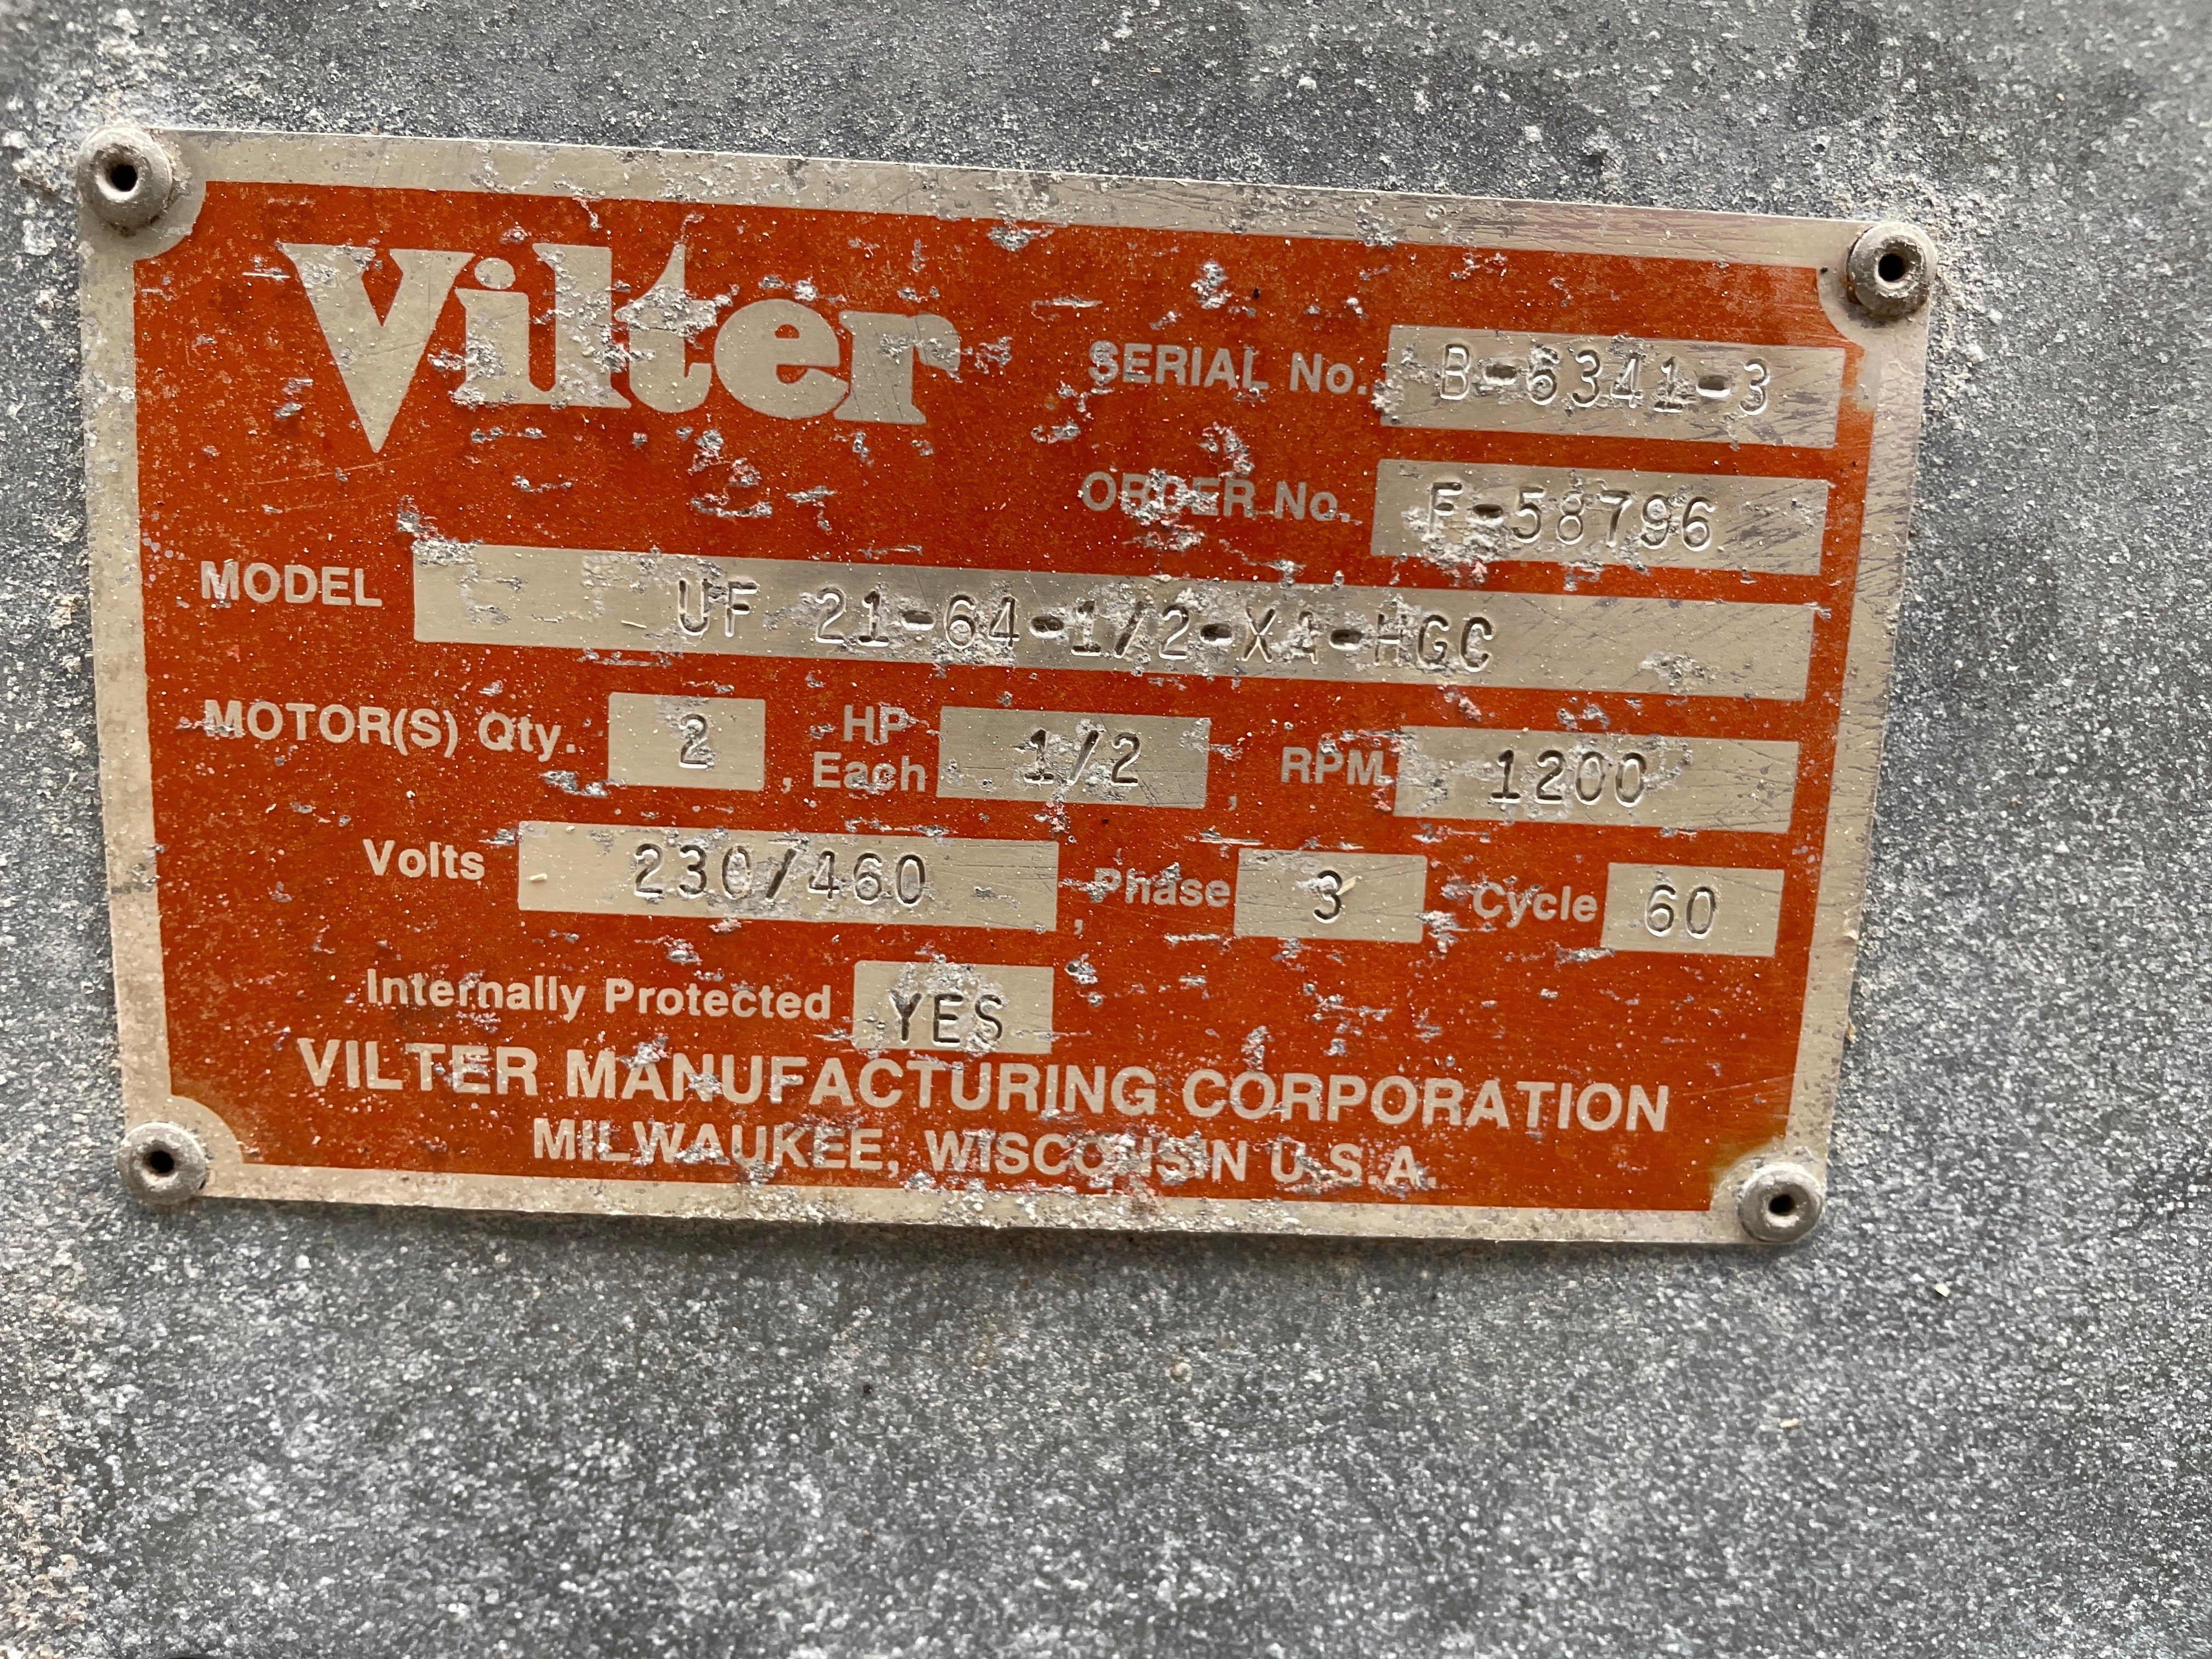 Vilter
SERIAL No. B-6341-3
ORDER No. F-58796
MODEL UF 21-64-1/2-X4-HGC
MOTOR(S) Qty. 2, HP Each 1/2, RPM 1200
Volts 230/460, Phase 3 Cycle 60
Internally Protected YES
VILTER MANUFACTURING CORPORATION
MILWAUKEE, WISCONSIN U.S.A.